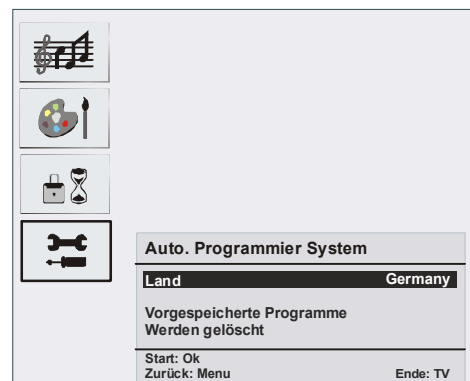 Auto. Programmier System
Land Germany
Vorgespeicherte Programme
Werden gelöscht
Start: Ok
Zurück: Menu Ende: TV